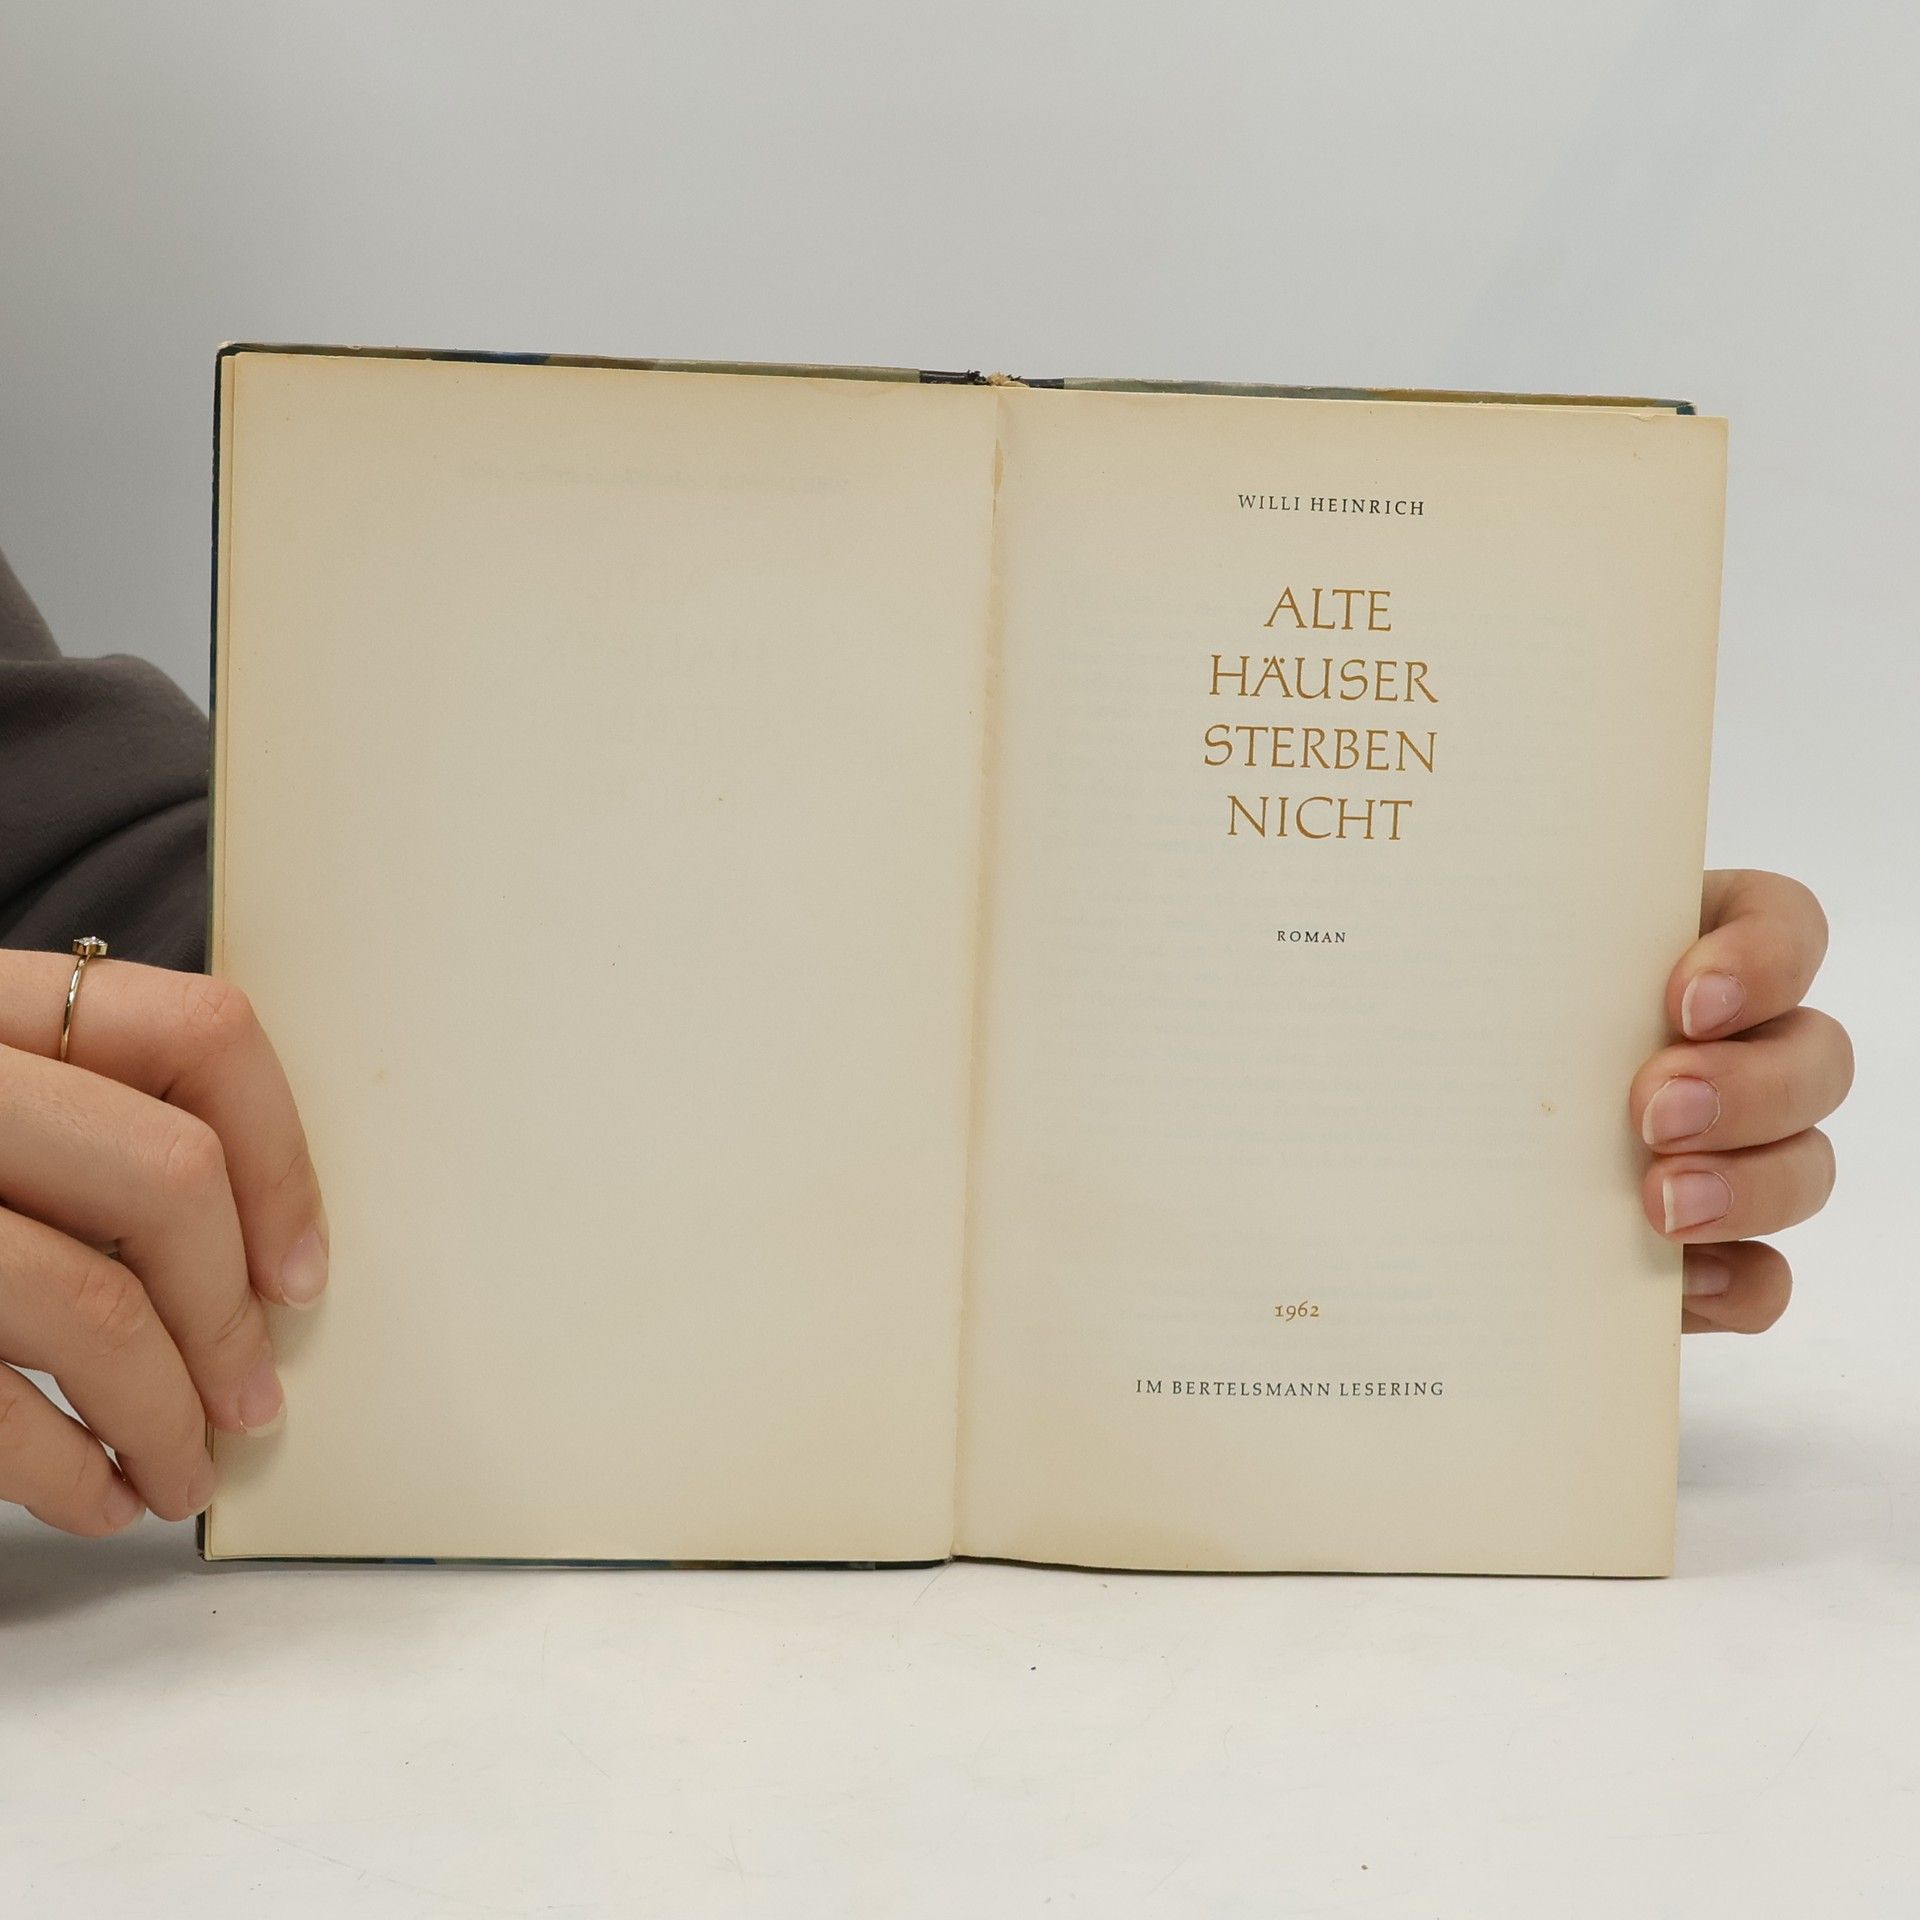 WILLI HEINRICH
ALTE
HÄUSER
STERBEN
NICHT
ROMAN
1962
IM BERTELSMANN LESERING